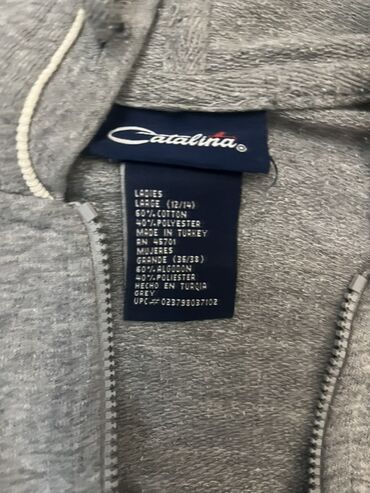 Catalina®
LADIES
LARGE (12/14)
60% COTTON
40% POLYESTER
MADE IN TURKEY
RN 45701
MUJERES
GRANDE (36/38)
60% ALGODON
40% POLIESTER
HECHO EN TURQIA
GREY
UPC# 023798037102